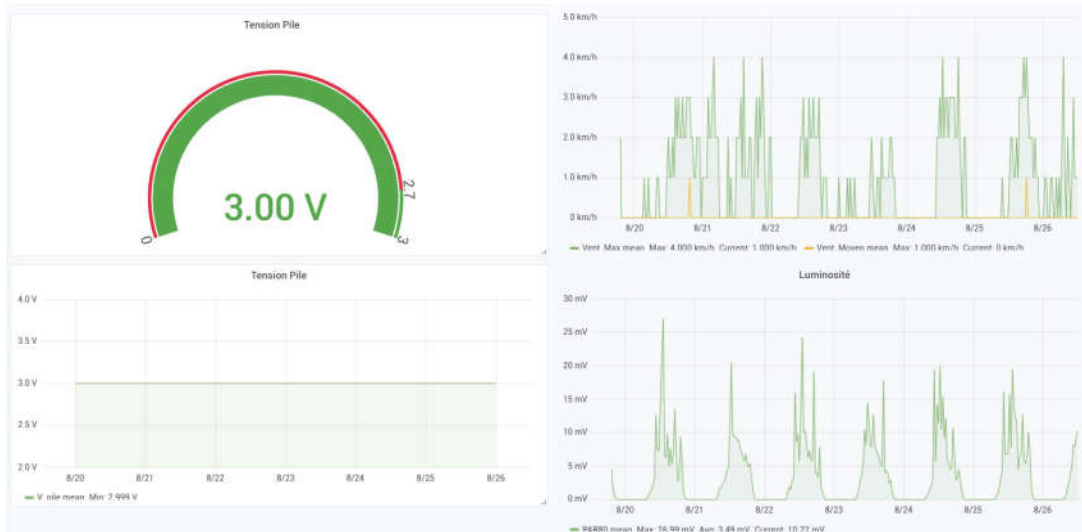 Tension Pile
3.00 V
0
2.7
3
5.0 km/h
4.0 km/h
3.0 km/h
2.0 km/h
1.0 km/h
0 km/h
8/20 8/21 8/22 8/23 8/24 8/25 8/26
Vent_Max.mean Max: 4.000 km/h Current: 1.000 km/h Vent_Moyen.mean Max: 1.000 km/h Current: 0 km/h
Tension Pile
4.0 V
3.5 V
3.0 V
2.5 V
2.0 V
8/20 8/21 8/22 8/23 8/24 8/25 8/26
V_pile.mean Min: 2.999 V
Luminosité
30 mV
25 mV
20 mV
15 mV
10 mV
5 mV
0 mV
8/20 8/21 8/22 8/23 8/24 8/25 8/26
PAR80.mean Max: 26.99 mV Avg: 3.49 mV Current: 10.22 mV